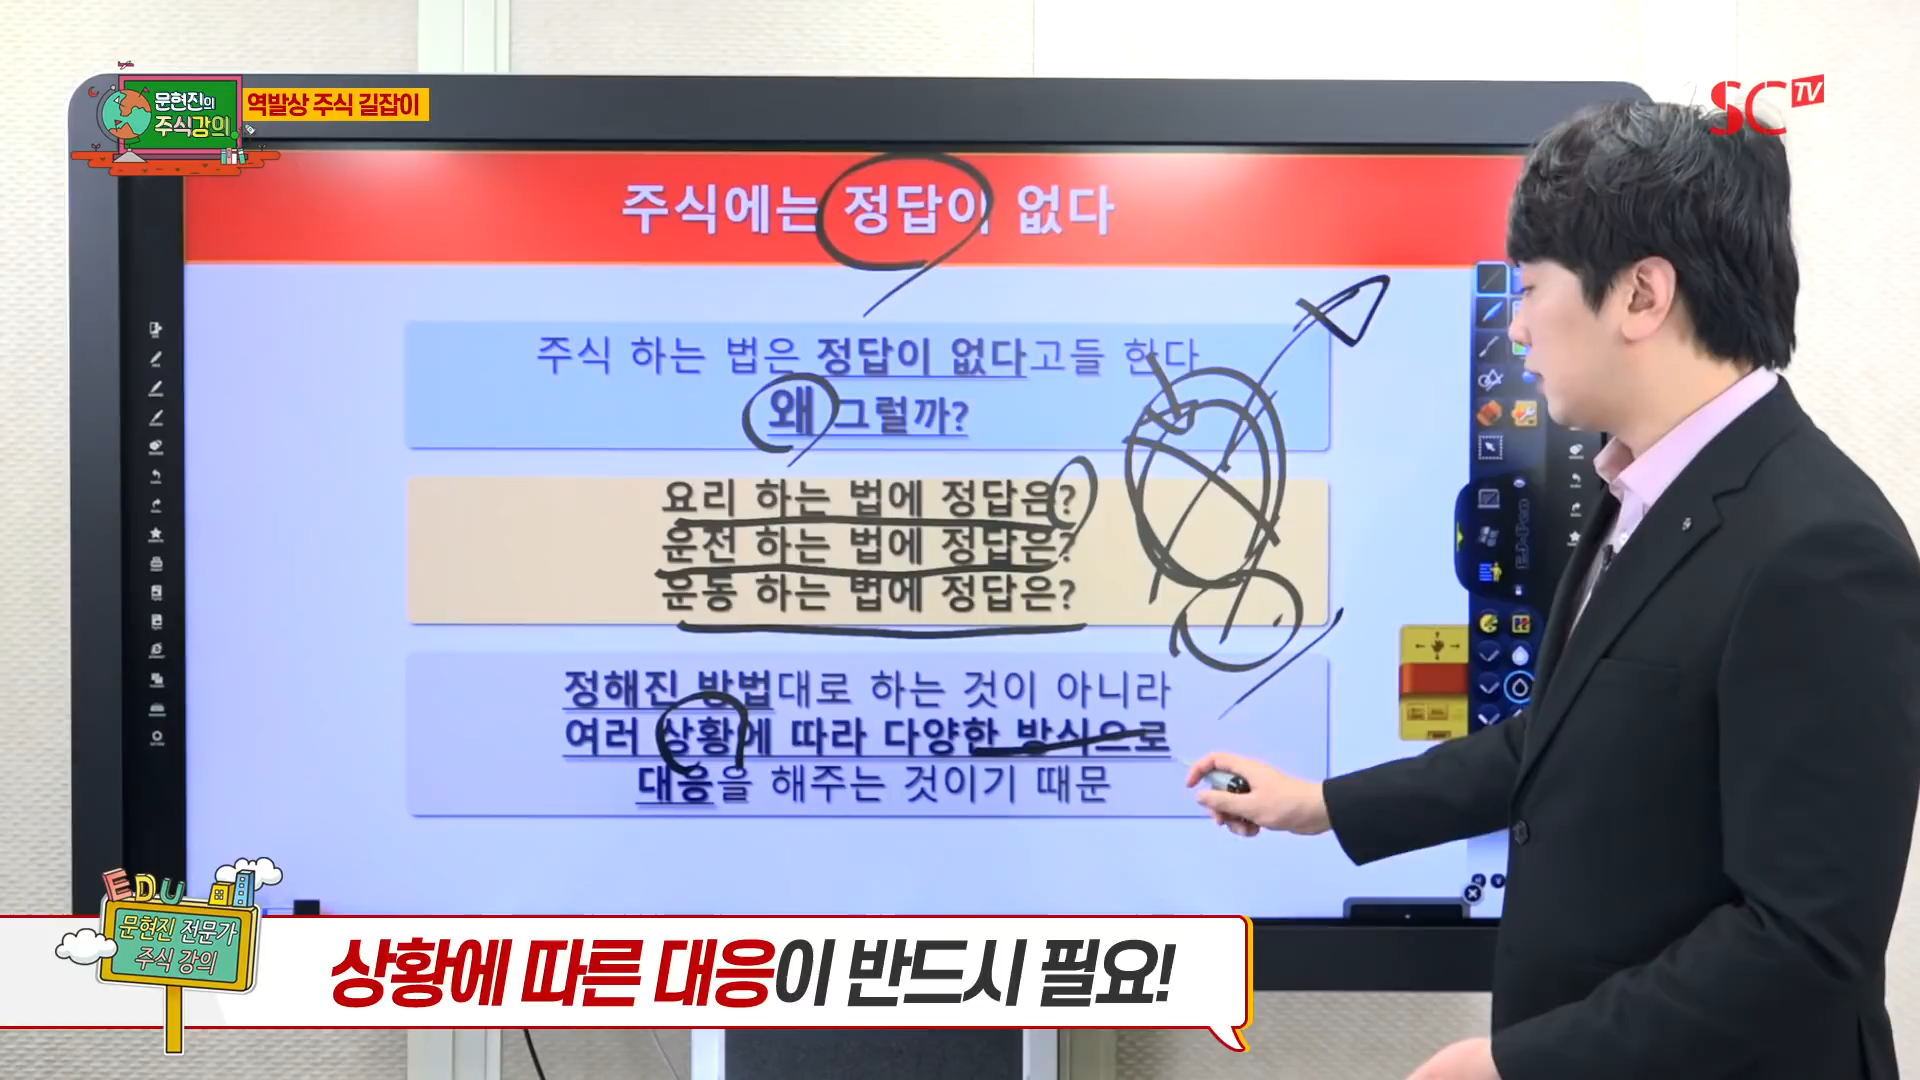 문현진의
주식강의
역발상 주식 길잡이
SC TV
주식에는 정답이 없다
주식 하는 법은 정답이 없다고들 한다
왜 그럴까?
요리 하는 법에 정답은?
운전 하는 법에 정답은?
운동 하는 법에 정답은?
정해진 방법대로 하는 것이 아니라
여러 상황에 따라 다양한 방식으로
대응을 해주는 것이기 때문
EDU
문현진 전문가
주식 강의
상황에 따른 대응이 반드시 필요!